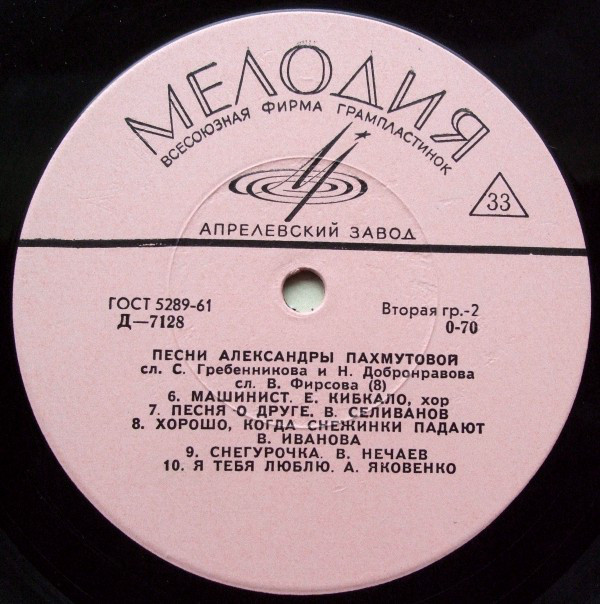 МЕЛОДИЯ
ВСЕСОЮЗНАЯ ФИРМА ГРАМПЛАСТИНОК
33
АПРЕЛЕВСКИЙ ЗАВОД
ГОСТ 5289-61
Вторая гр.-2
Д—7128
0-70
ПЕСНИ АЛЕКСАНДРЫ ПАХМУТОВОЙ
сл. С. Гребенникова и Н. Добронравова
сл. В. Фирсова (8)
6. МАШИНИСТ. Е. КИБКАЛО, хор
7. ПЕСНЯ О ДРУГЕ. В. СЕЛИВАНОВ
8. ХОРОШО, КОГДА СНЕЖИНКИ ПАДАЮТ
В. ИВАНОВА
9. СНЕГУРОЧКА. В. НЕЧАЕВ
10. Я ТЕБЯ ЛЮБЛЮ. А. ЯКОВЕНКО